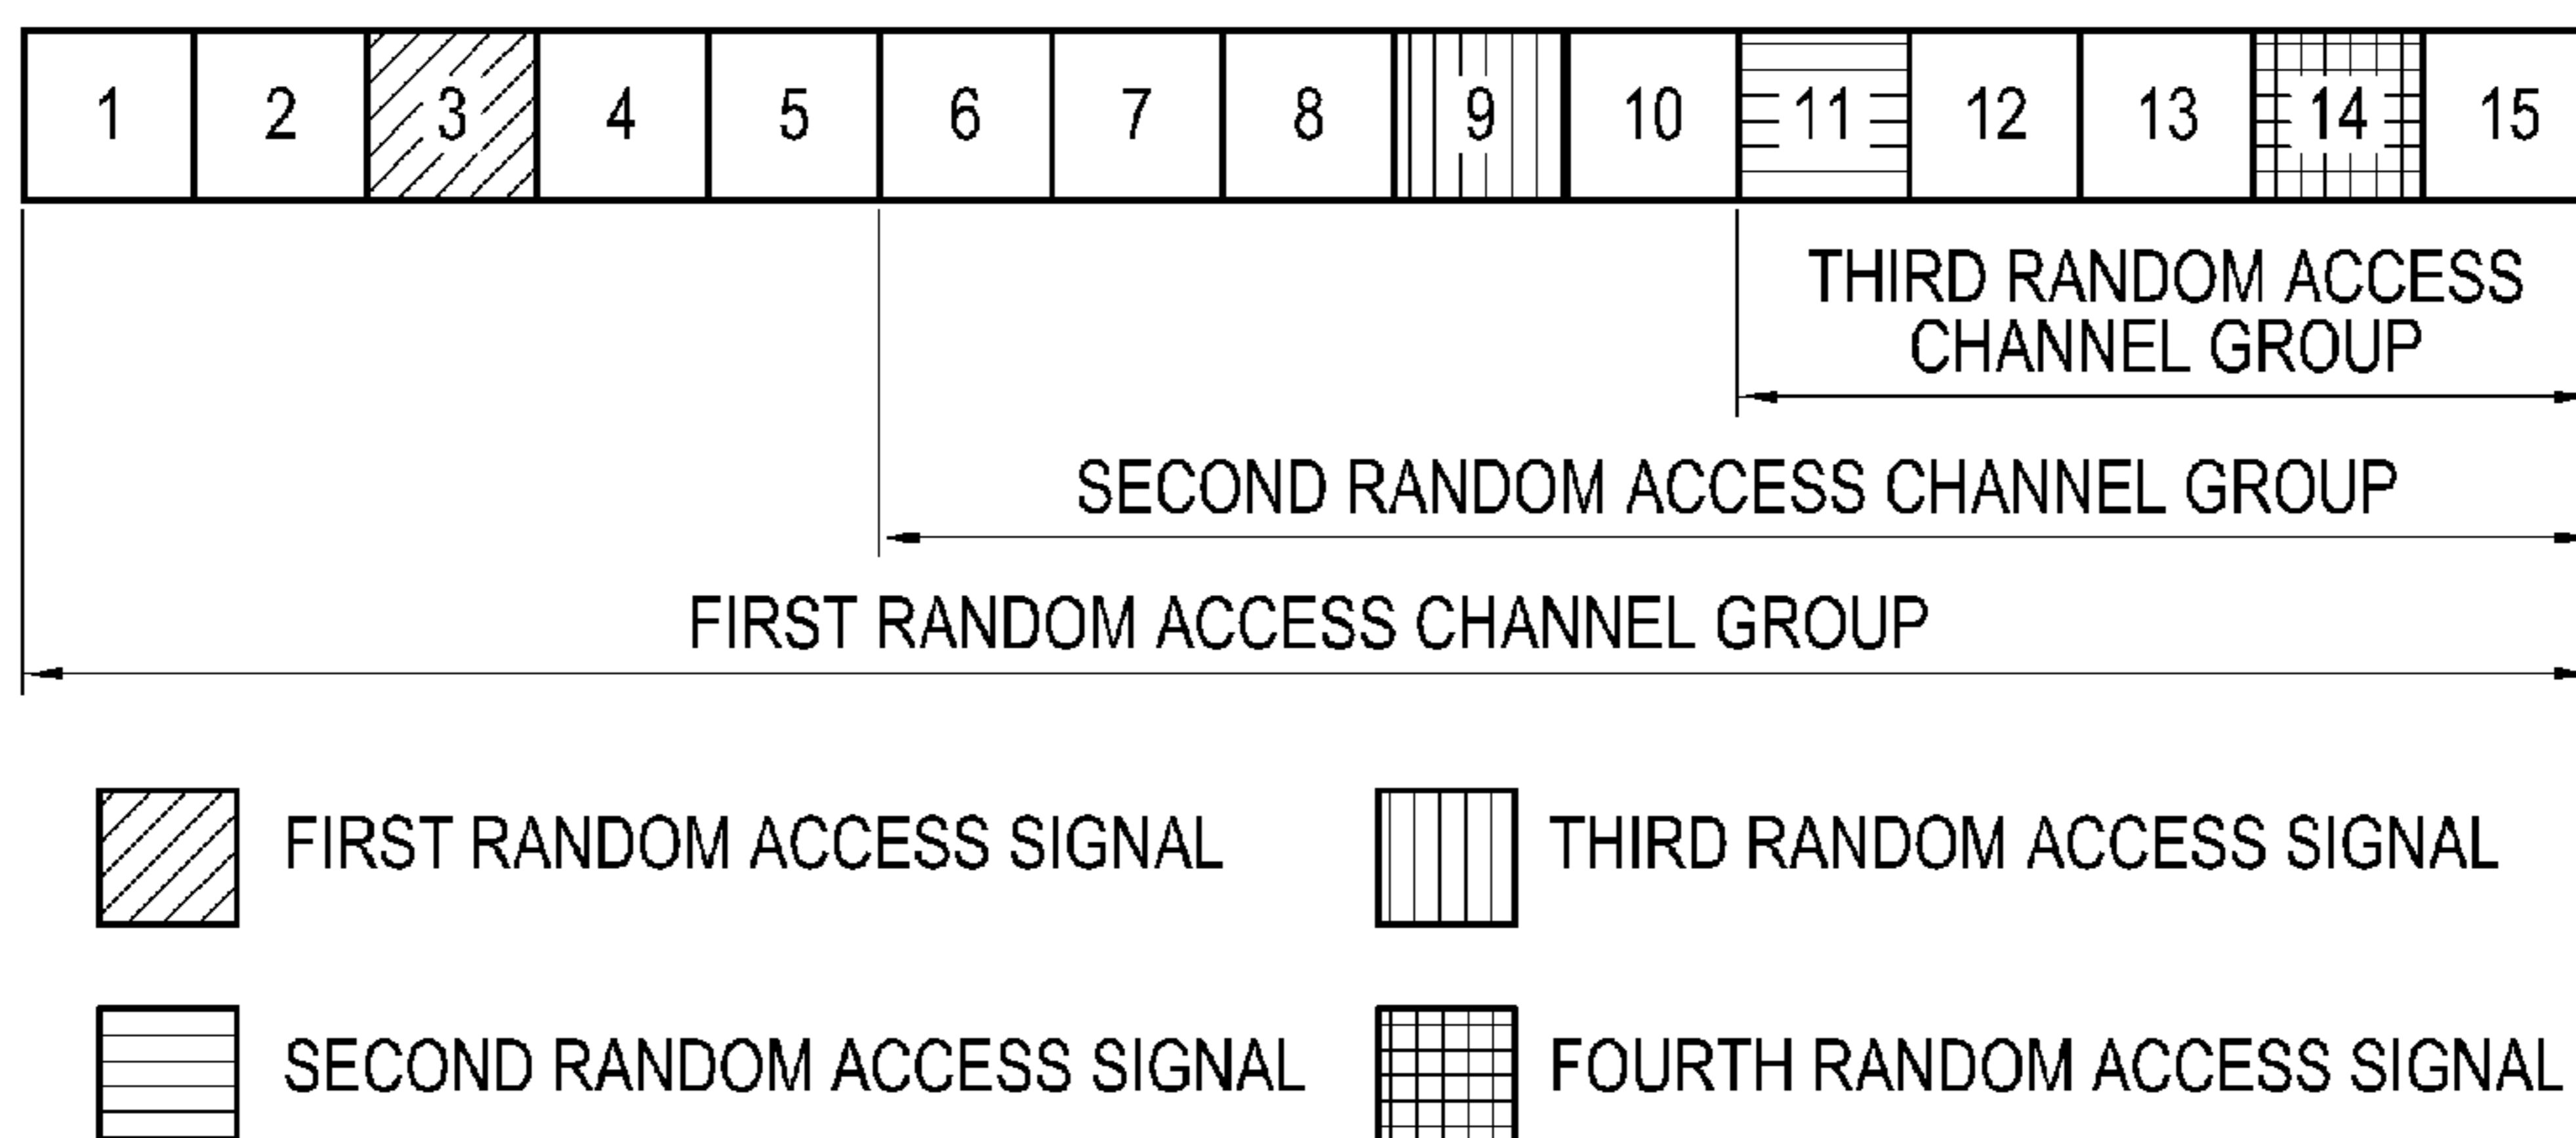 1 2 3 4 5 6 7 8 9 10 11 12 13 14 15
THIRD RANDOM ACCESS
CHANNEL GROUP
SECOND RANDOM ACCESS CHANNEL GROUP
FIRST RANDOM ACCESS CHANNEL GROUP
FIRST RANDOM ACCESS SIGNAL
THIRD RANDOM ACCESS SIGNAL
SECOND RANDOM ACCESS SIGNAL
FOURTH RANDOM ACCESS SIGNAL